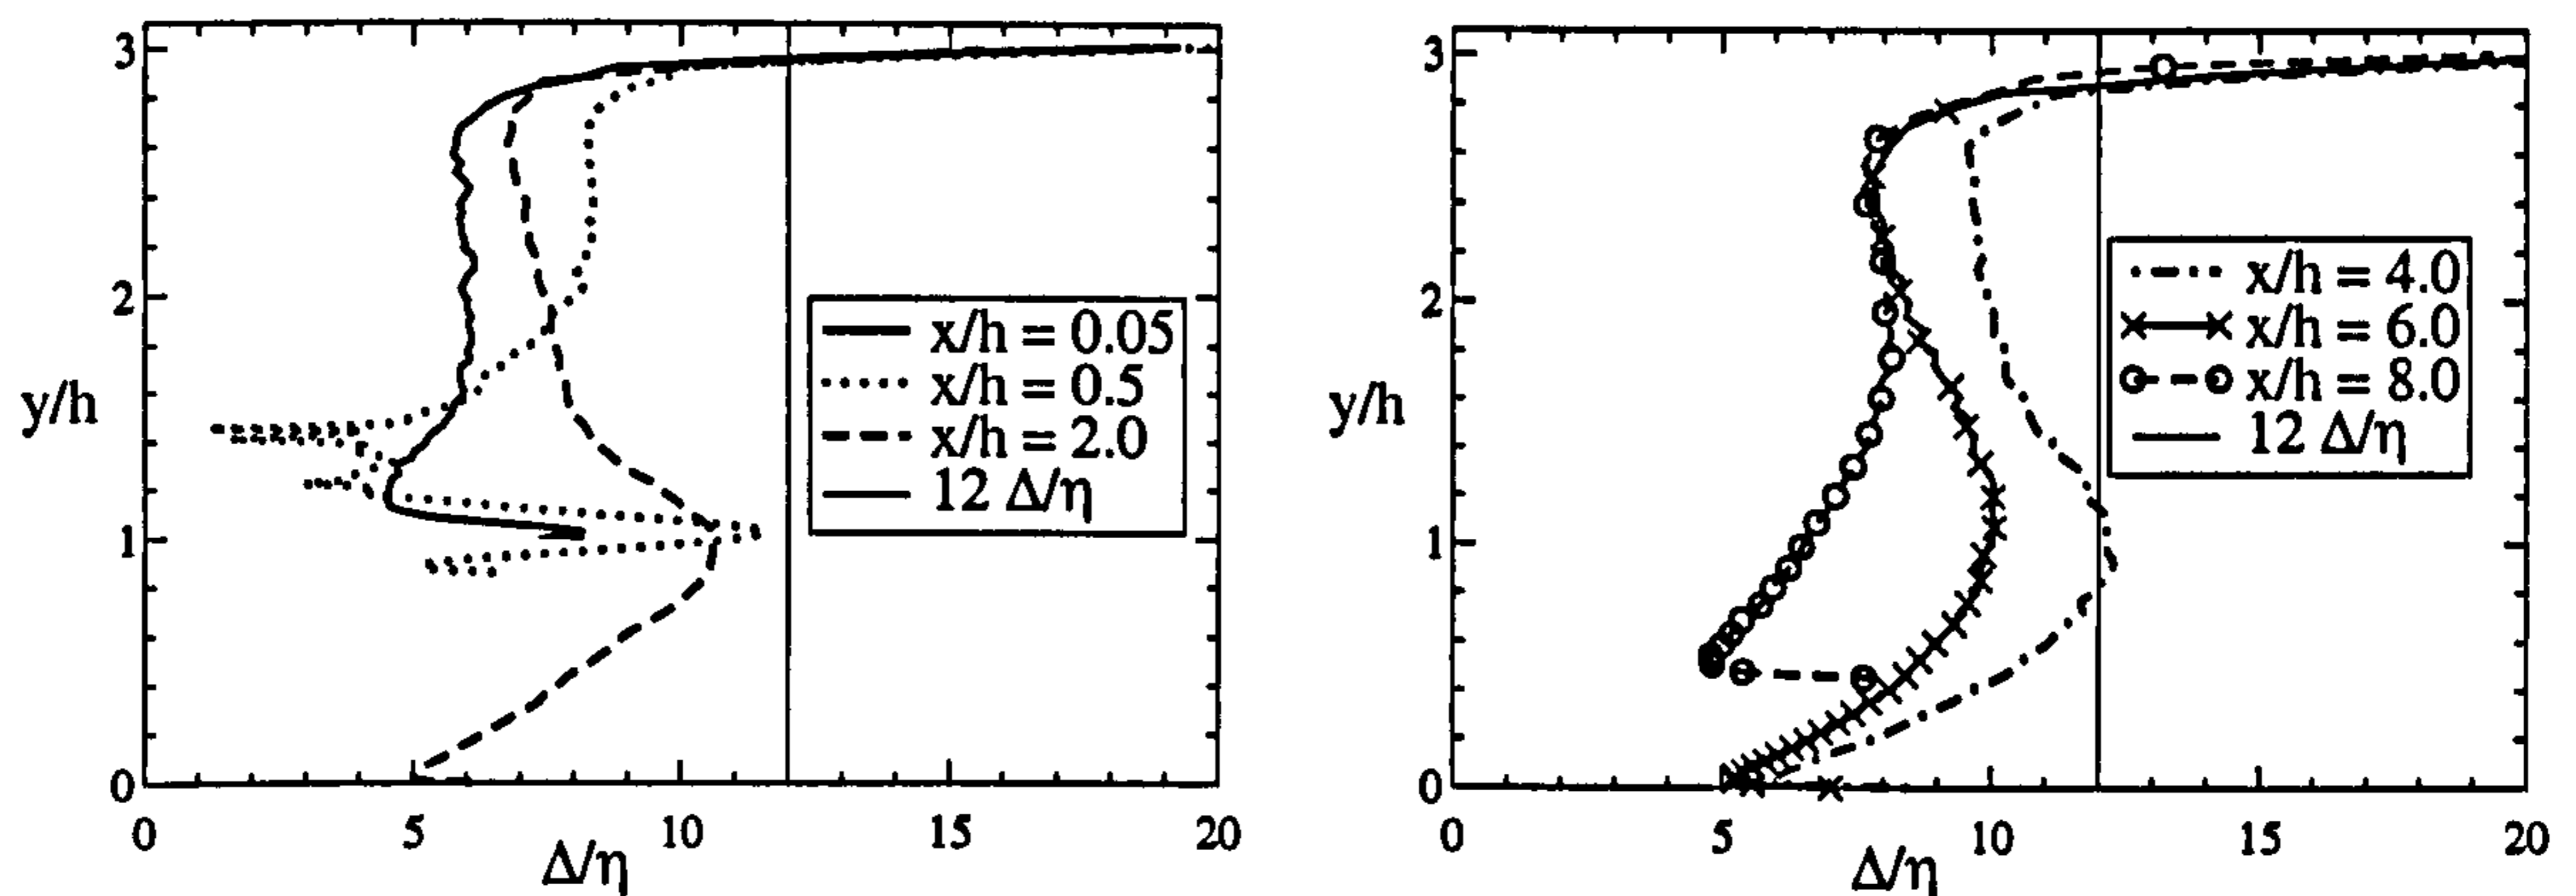 3
2
1
0
y/h
0 5 10 15 20
Δ/η
x/h = 0.05
x/h = 0.5
x/h = 2.0
12 Δ/η
3
2
1
0
y/h
0 5 10 15 20
Δ/η
x/h = 4.0
x/h = 6.0
x/h = 8.0
12 Δ/η